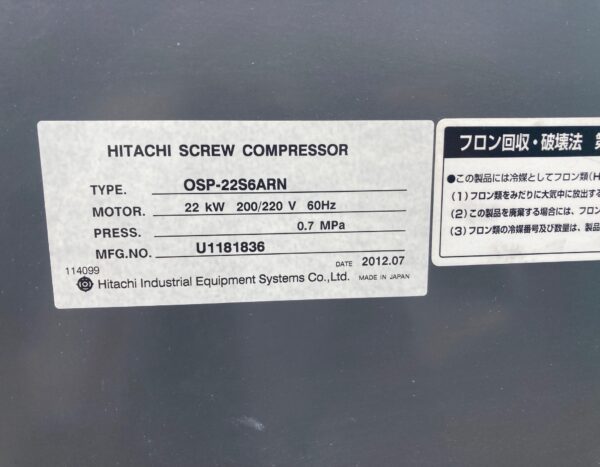 HITACHI SCREW COMPRESSOR
TYPE. OSP-22S6ARN
MOTOR. 22 kW 200/220 V 60Hz
PRESS. 0.7 MPa
MFG.NO. U1181836
DATE 2012.07
114099
Hitachi Industrial Equipment Systems Co.,Ltd. MADE IN JAPAN
フロン回収・破壊法 第
●この製品には冷媒としてフロン類(H
(1)フロン類をみだりに大気中に放出する
(2)この製品を廃棄する場合には、フロン
(3)フロン類の冷媒番号及び数量は、製品